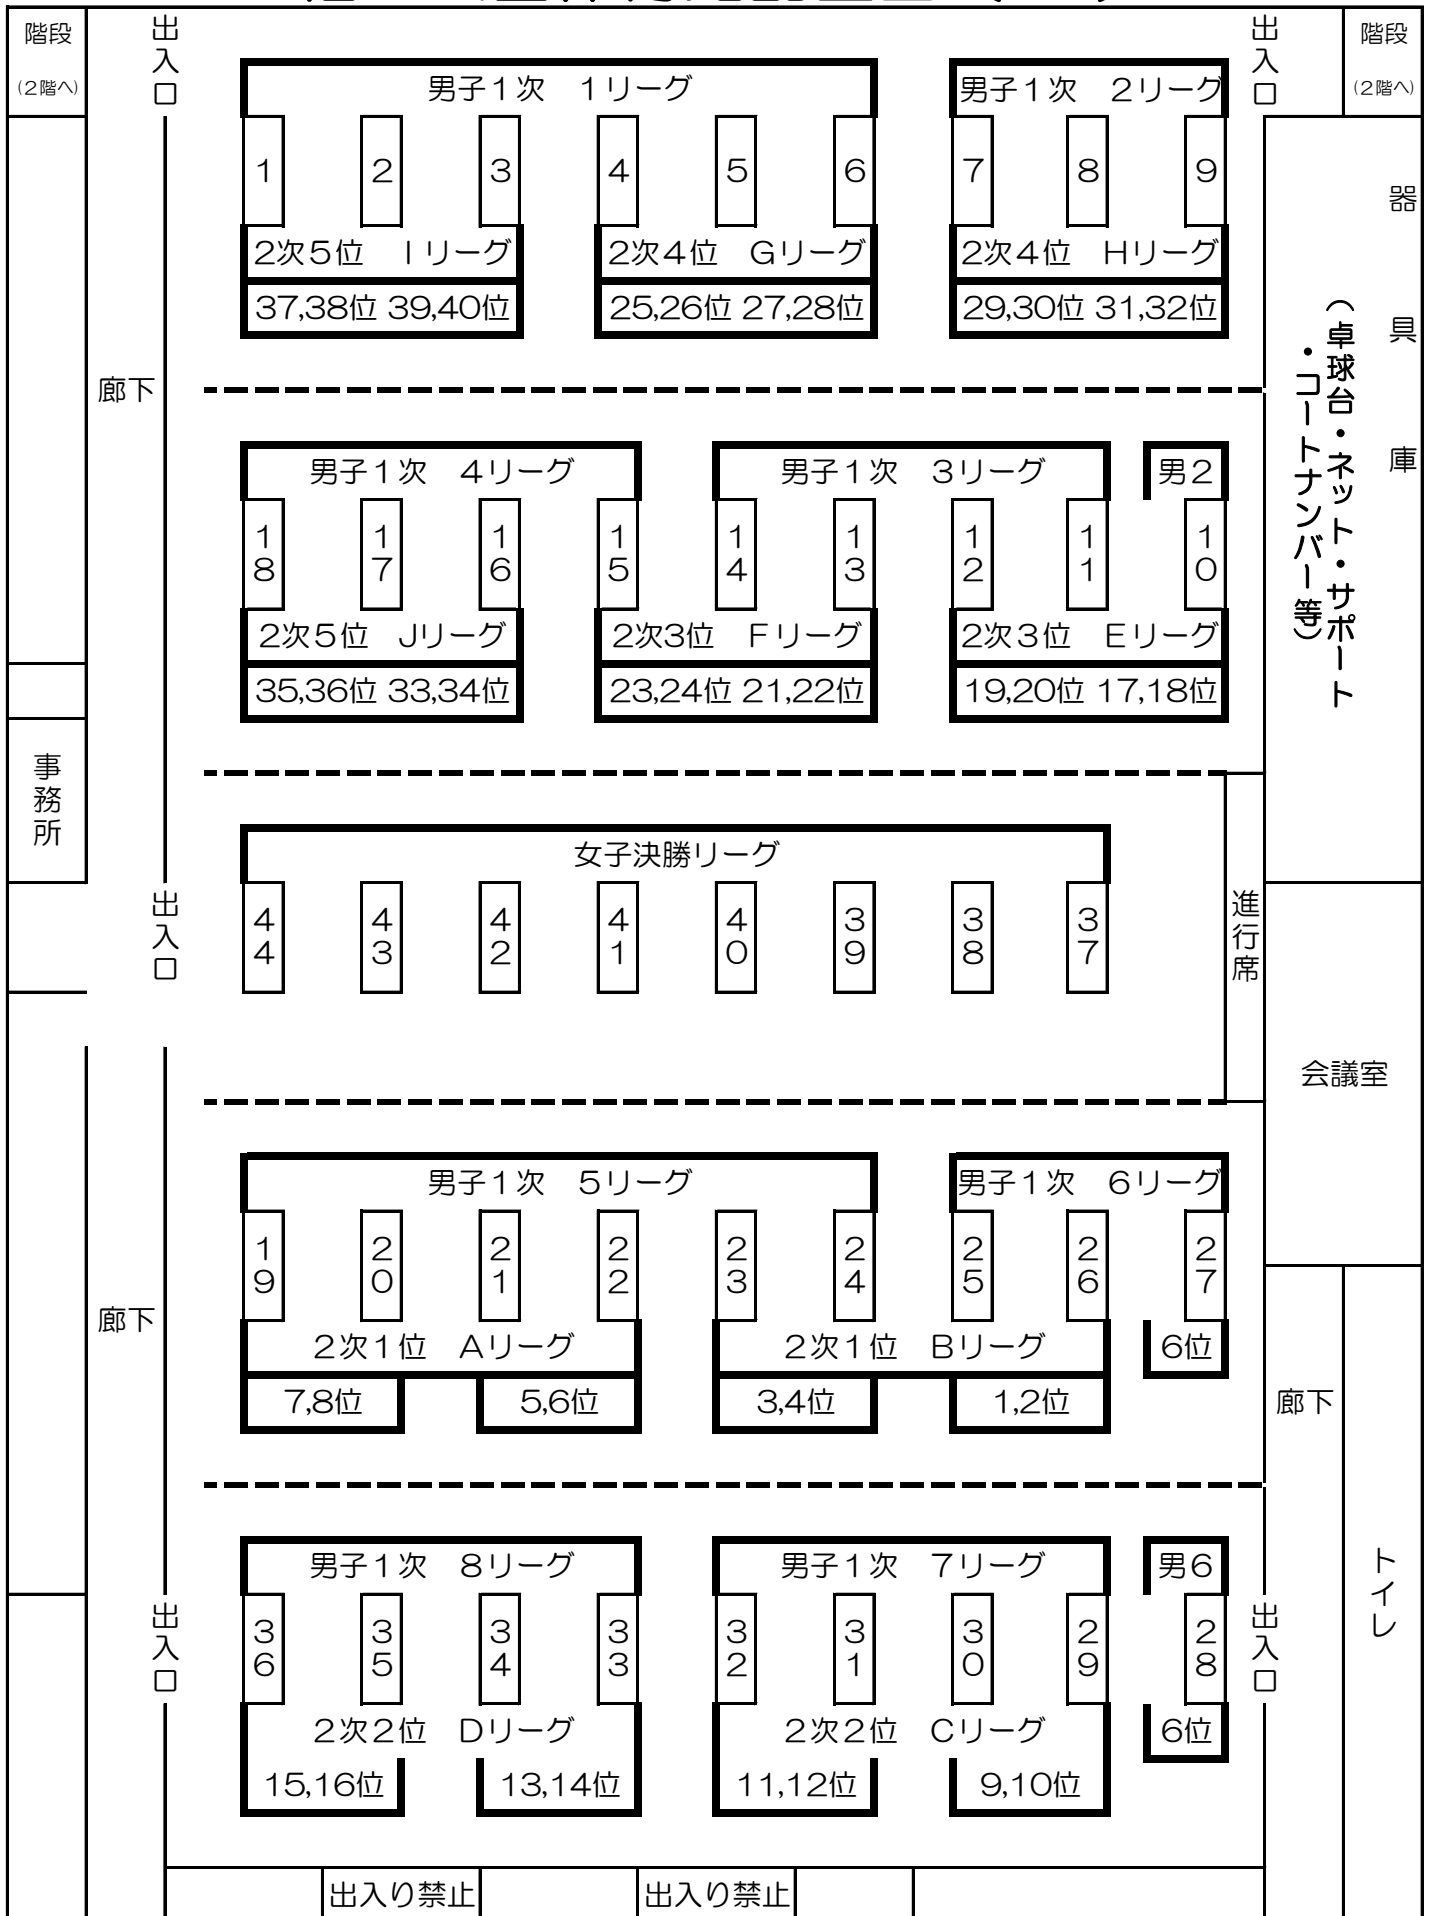 階段
(2階へ)
出入口
出入口
階段
(2階へ)
男子１次　１リーグ
男子１次　２リーグ
1 2 3 4 5 6 7 8 9
２次５位　Ｉリーグ
２次４位　Ｇリーグ
２次４位　Ｈリーグ
37,38位 39,40位
25,26位 27,28位
29,30位 31,32位
器具庫
（卓球台・ネット・サポート
・コートナンバー等）
廊下
男子１次　４リーグ
男子１次　３リーグ
男２
18 17 16 15 14 13 12 11 10
２次５位　Ｊリーグ
２次3位　Ｆリーグ
２次３位　Ｅリーグ
35,36位 33,34位
23,24位 21,22位
19,20位 17,18位
事務所
女子決勝リーグ
出入口
44 43 42 41 40 39 38 37
進行席
会議室
男子１次　５リーグ
男子１次　６リーグ
19 20 21 22 23 24 25 26 27
廊下
２次１位　Ａリーグ
２次１位　Ｂリーグ
6位
7,8位
5,6位
3,4位
1,2位
廊下
男子１次　８リーグ
男子１次　７リーグ
男６
出入口
36 35 34 33 32 31 30 29 28
出入口
トイレ
２次２位　Ｄリーグ
２次２位　Ｃリーグ
6位
15,16位
13,14位
11,12位
9,10位
出入り禁止
出入り禁止